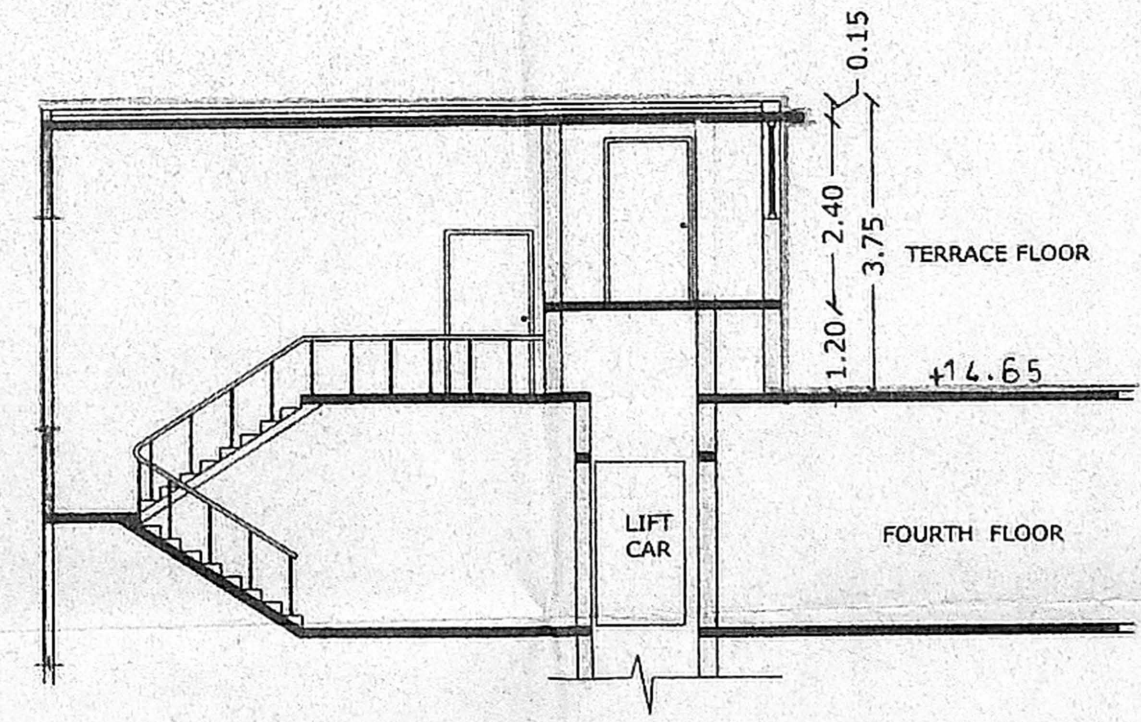 0.15
2.40
3.75
1.20
TERRACE FLOOR
+14.65
LIFT
CAR
FOURTH FLOOR